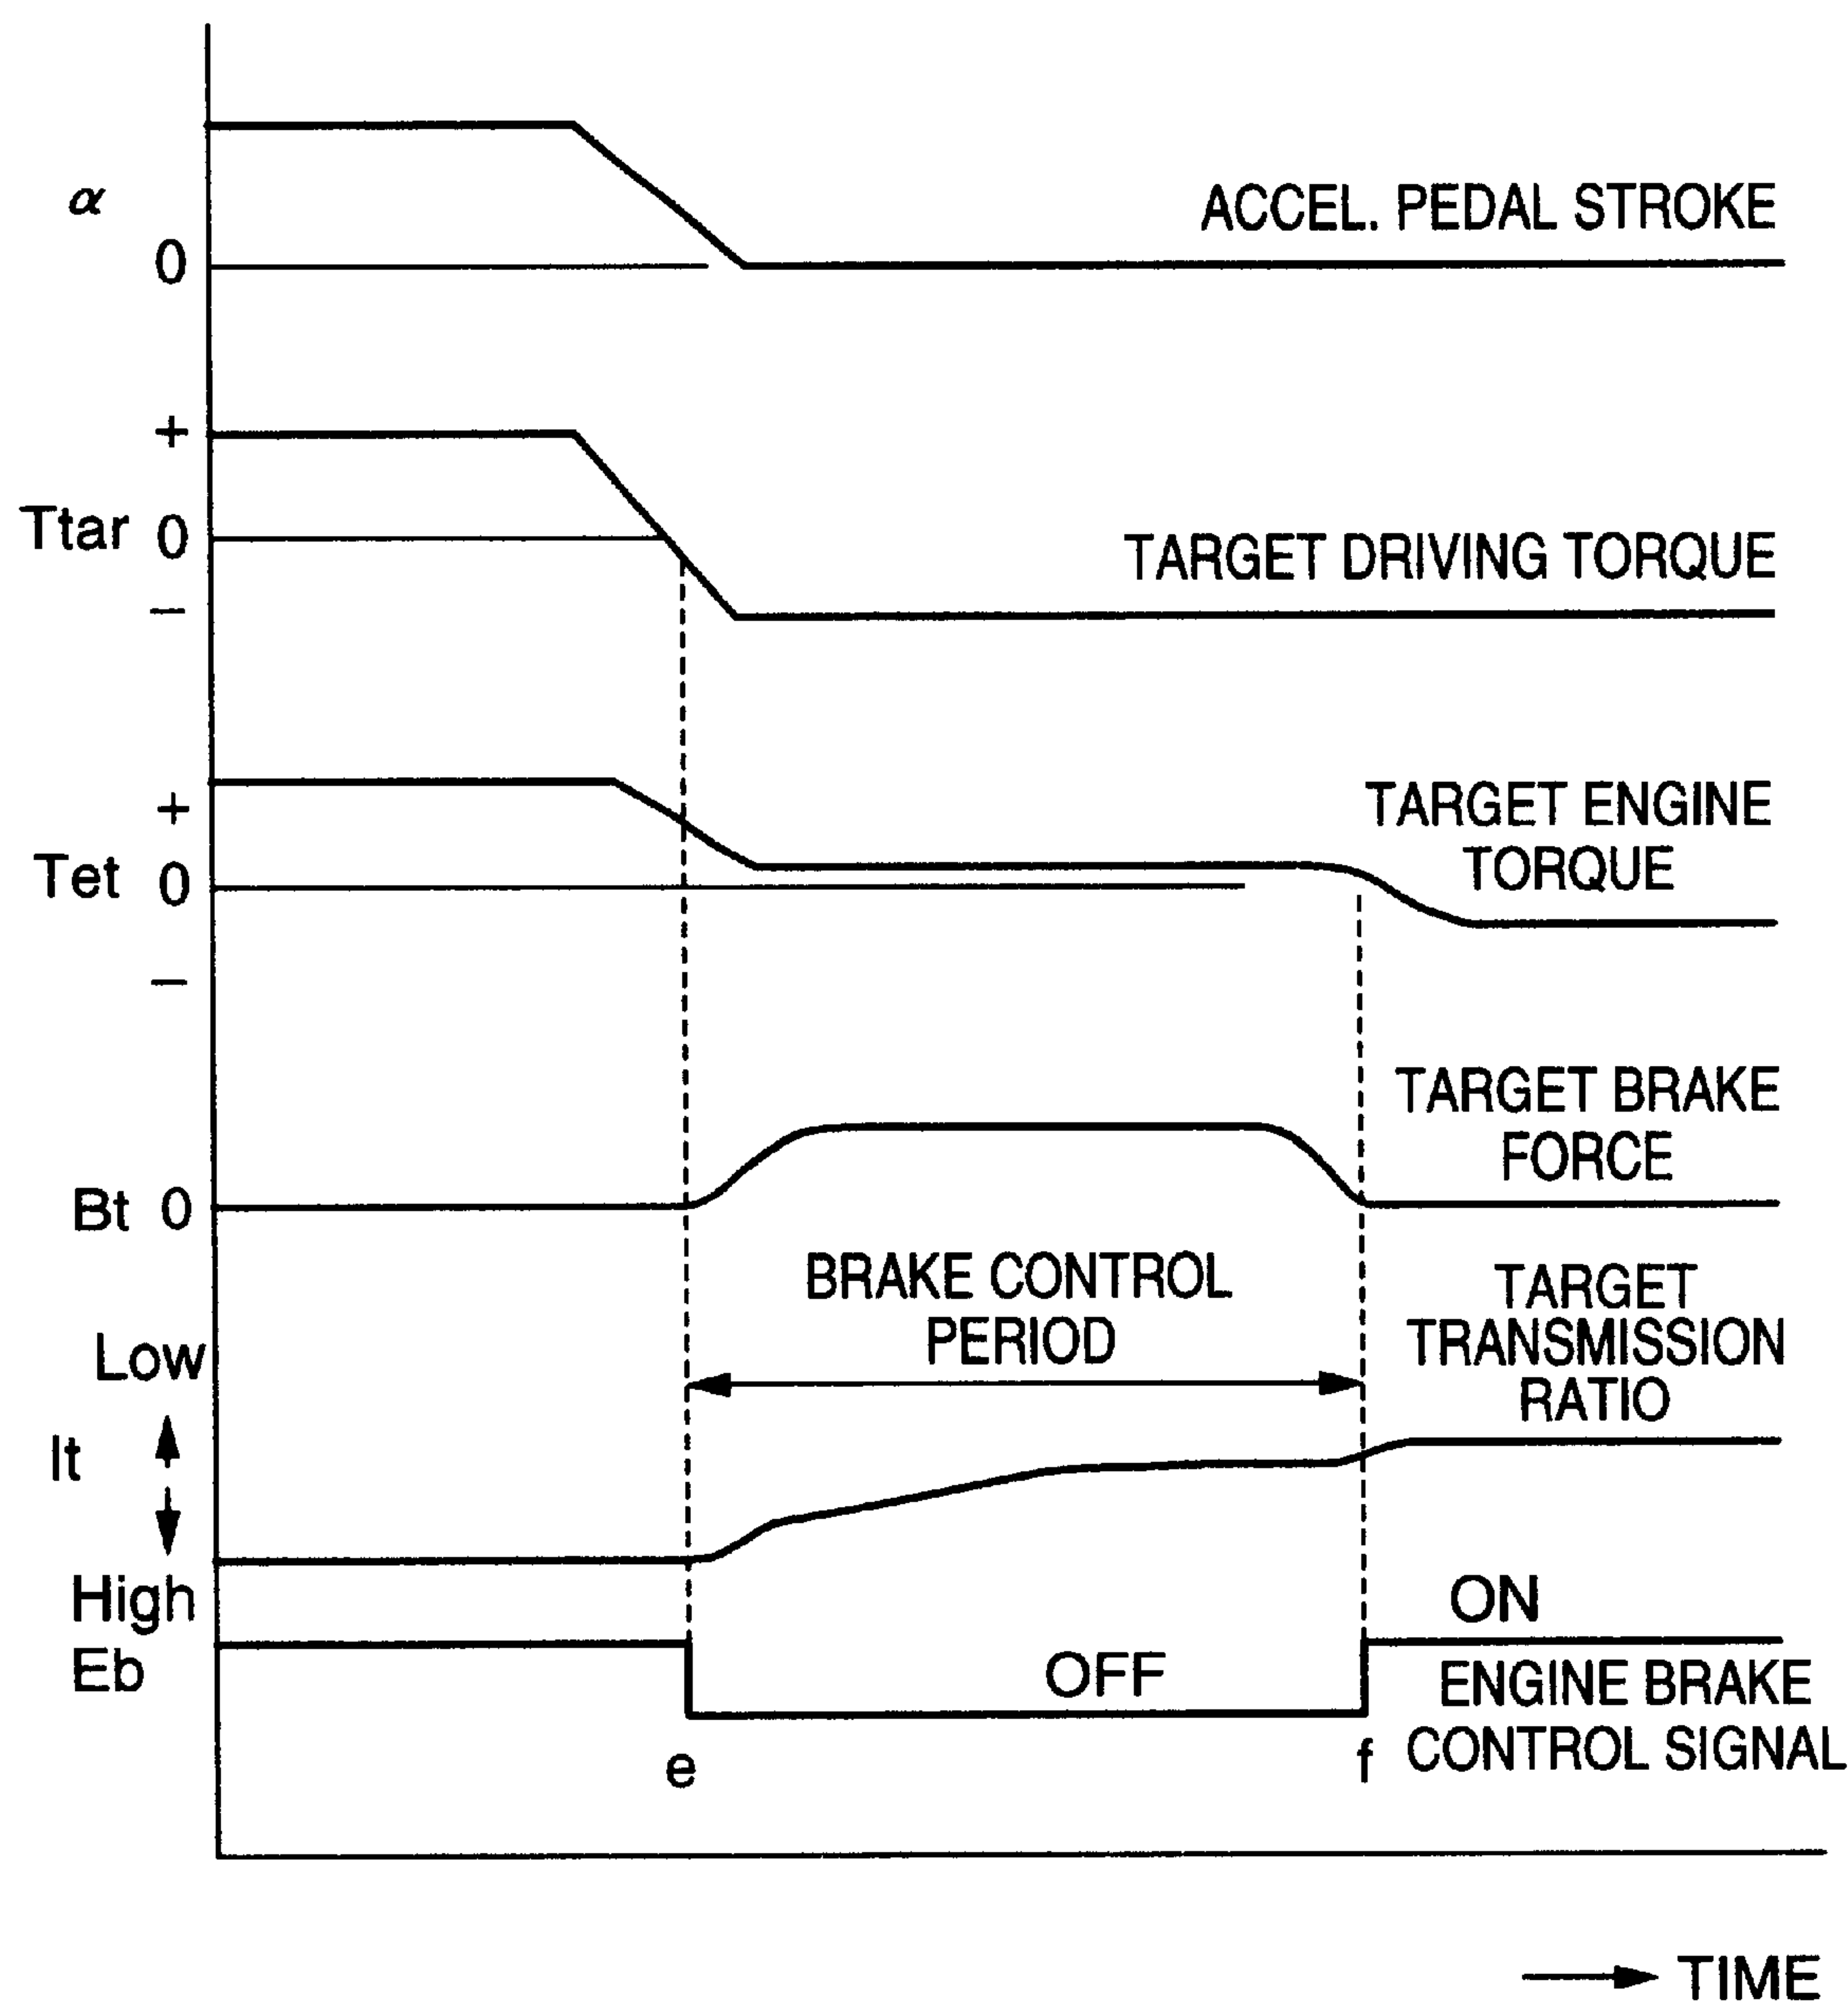 α
0
ACCEL. PEDAL STROKE
+
Ttar 0
−
TARGET DRIVING TORQUE
+
Tet 0
−
TARGET ENGINE
TORQUE
Bt 0
TARGET BRAKE
FORCE
BRAKE CONTROL
PERIOD
Low
It
High
TARGET
TRANSMISSION
RATIO
Eb
OFF
ON
ENGINE BRAKE
CONTROL SIGNAL
e
f
TIME